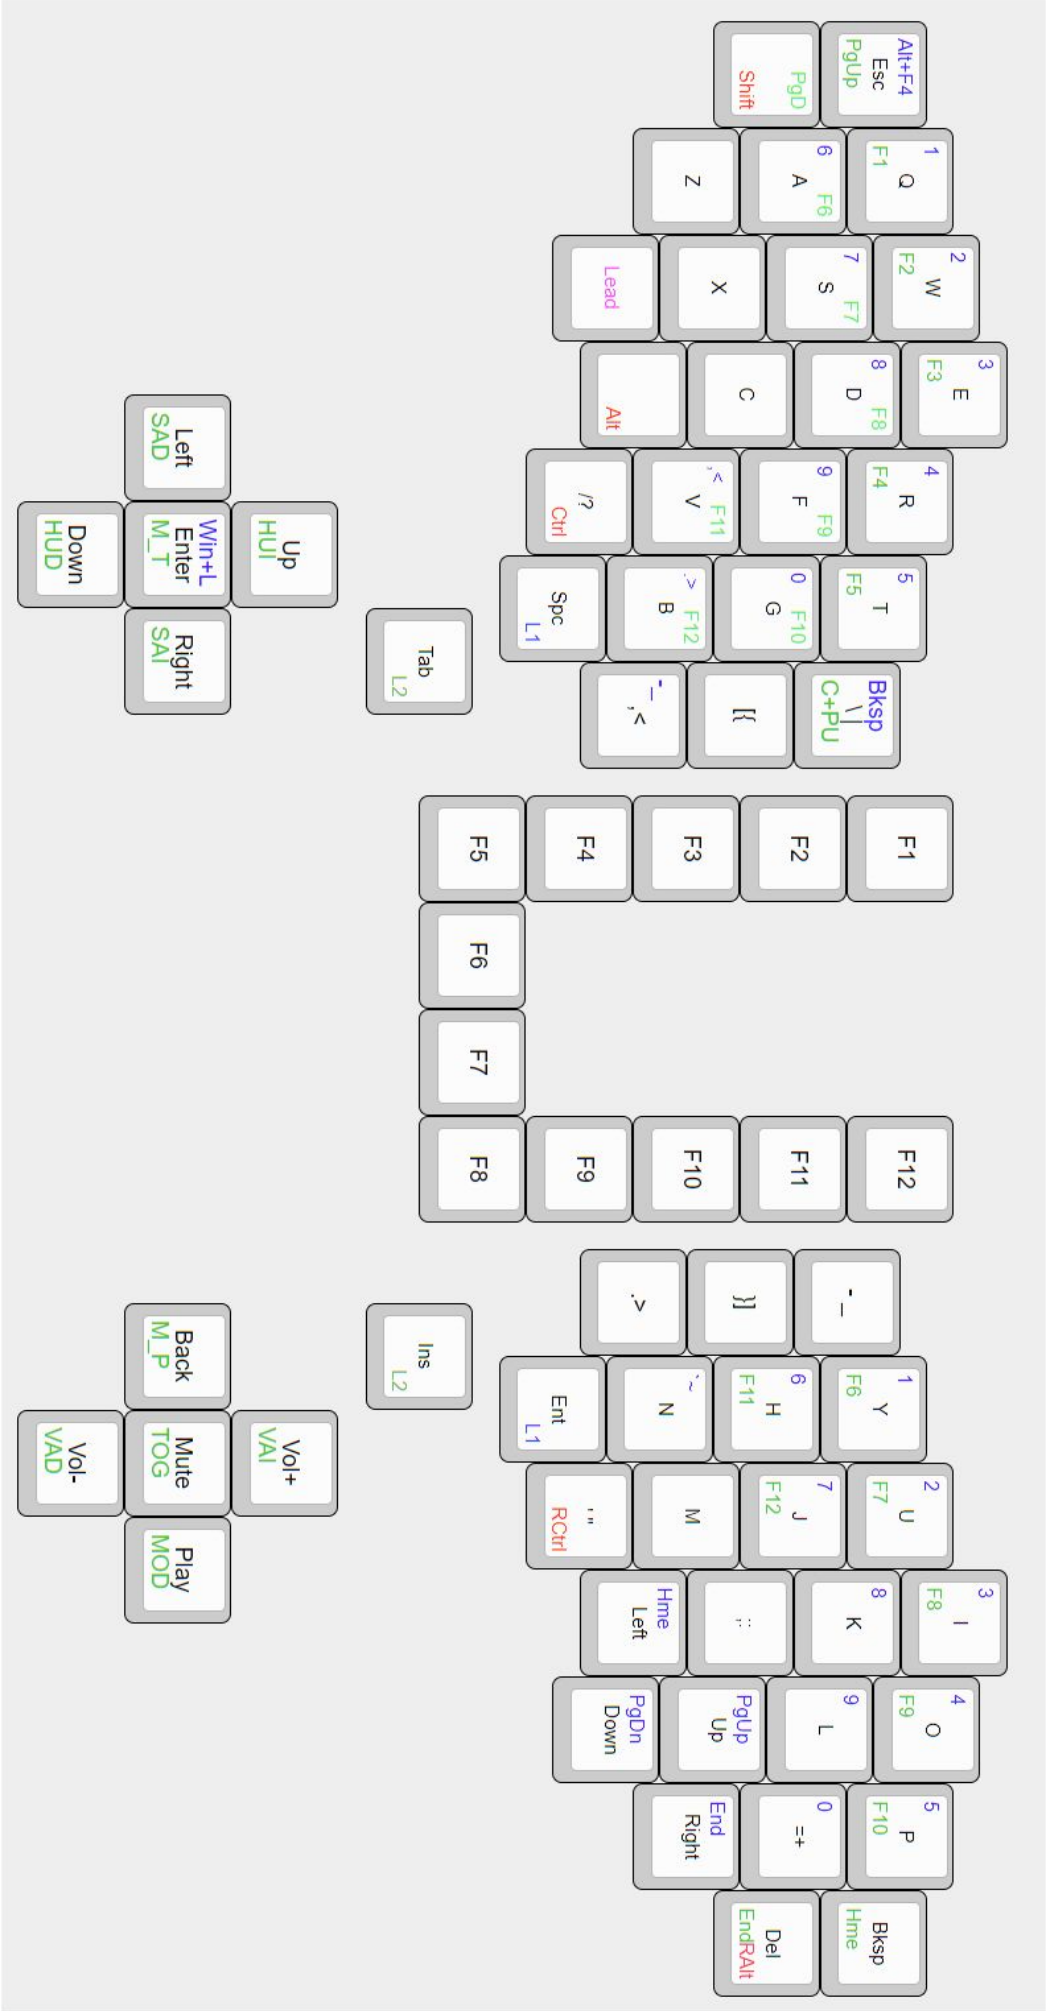 Alt+F4
Esc
PgUp
1
Q
F1
2
W
F2
3
E
F3
4
R
F4
5
T
F5
Bksp
\ |
C+PU
F1
F12
- _
1
Y
F6
2
U
F7
3
I
F8
4
O
F9
5
P
F10
Bksp
Hme
PgD
Shift
6 F6
A
7 F7
S
8 F8
D
9 F9
F
0 F10
G
[{
F2
F11
}]
6
H
F11
7
J
F12
8
K
9
L
0
=+
Del
EndRAlt
Z
X
C
,< F11
V
.> F12
B
- _
,<
F3
F10
.>
`~
N
M
;:
PgUp
Up
End
Right
Lead
Alt
/?
Ctrl
Spc
L1
F4
F9
Ent
L1
' "
RCtrl
Hme
Left
PgDn
Down
F5
F6
F7
F8
Tab
L2
Ins
L2
Up
HUI
Vol+
VAI
Left
SAD
Win+L
Enter
M_T
Right
SAI
Back
M_P
Mute
TOG
Play
MOD
Down
HUD
Vol-
VAD